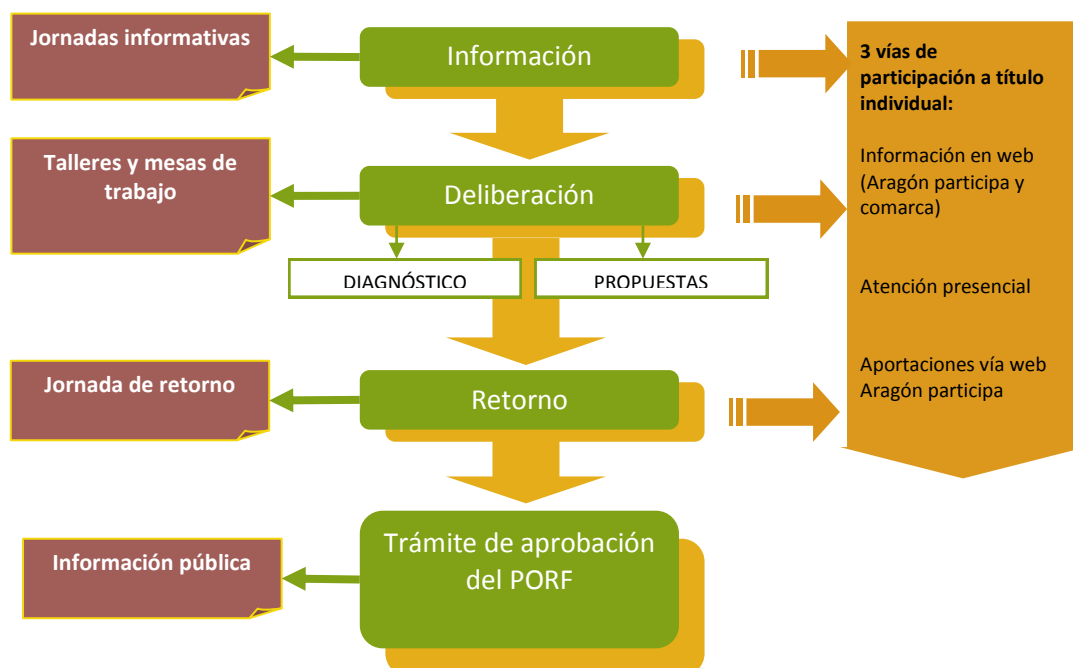 Jornadas informativas
Información
3 vías de
participación a título
individual:
Talleres y mesas de
trabajo
Deliberación
Información en web
(Aragón participa y
comarca)
DIAGNÓSTICO
PROPUESTAS
Atención presencial
Jornada de retorno
Retorno
Aportaciones vía web
Aragón participa
Información pública
Trámite de aprobación
del PORF